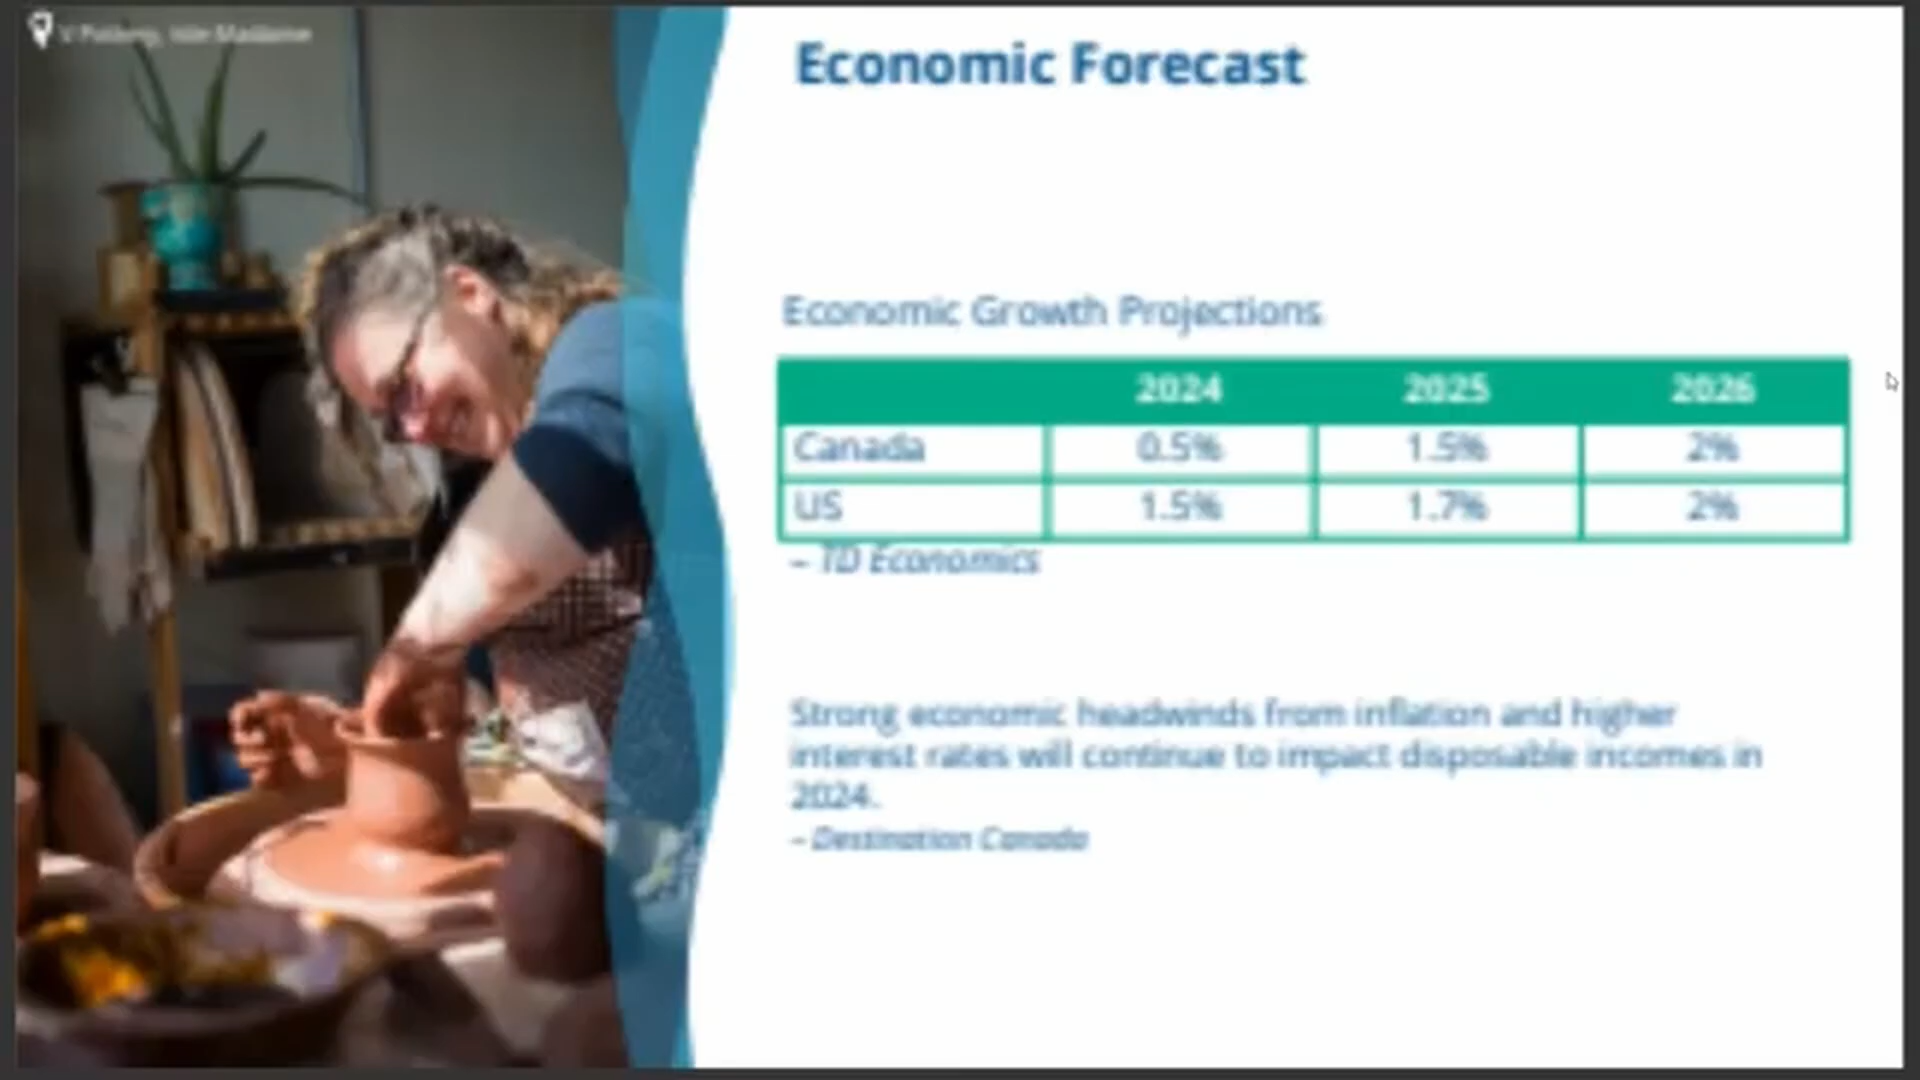 Economic Forecast
Economic Growth Projections
2024 2025 2026
Canada 0.5% 1.5% 2%
US 1.5% 1.7% 2%
– TD Economics
Strong economic headwinds from inflation and higher
interest rates will continue to impact disposable incomes in
2024.
– Destination Canada